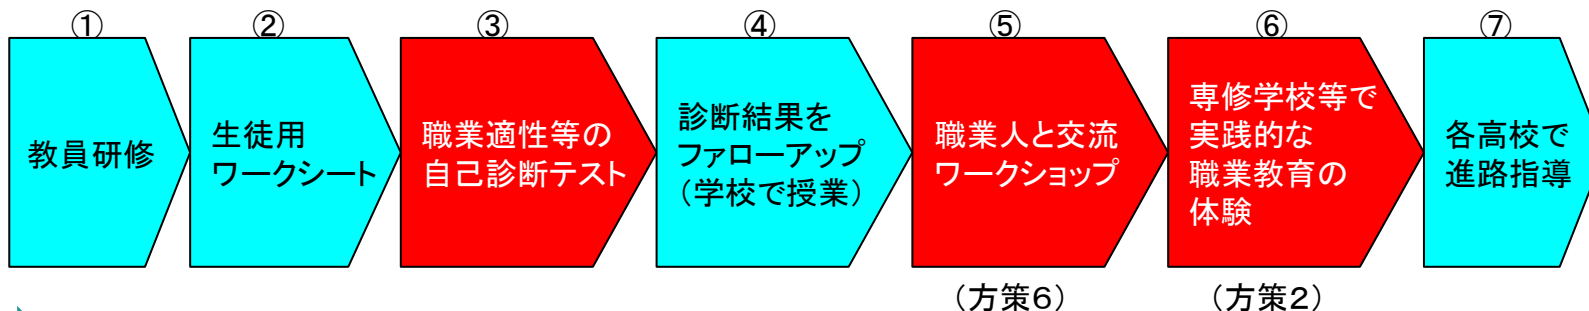 ①
教員研修
②
生徒用
ワークシート
③
職業適性等の
自己診断テスト
④
診断結果を
ファローアップ
（学校で授業）
⑤
職業人と交流
ワークショップ
（方策６）
⑥
専修学校等で
実践的な
職業教育の
体験
（方策２）
⑦
各高校で
進路指導